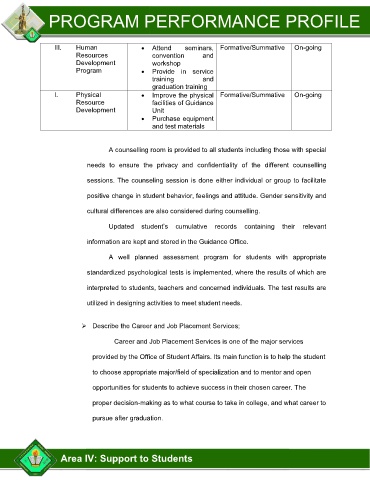 PROGRAM PERFORMANCE PROFILE
III. Human Resources Development Program
• Attend seminars, convention and workshop
• Provide in service training and graduation training
Formative/Summative
On-going
I. Physical Resource Development
• Improve the physical facilities of Guidance Unit
• Purchase equipment and test materials
Formative/Summative
On-going
A counselling room is provided to all students including those with special
needs to ensure the privacy and confidentiality of the different counselling
sessions. The counseling session is done either individual or group to facilitate
positive change in student behavior, feelings and attitude. Gender sensitivity and
cultural differences are also considered during counselling.
Updated student's cumulative records containing their relevant
information are kept and stored in the Guidance Office.
A well planned assessment program for students with appropriate
standardized psychological tests is implemented, where the results of which are
interpreted to students, teachers and concerned individuals. The test results are
utilized in designing activities to meet student needs.
➢ Describe the Career and Job Placement Services;
Career and Job Placement Services is one of the major services
provided by the Office of Student Affairs. Its main function is to help the student
to choose appropriate major/field of specialization and to mentor and open
opportunities for students to achieve success in their chosen career. The
proper decision-making as to what course to take in college, and what career to
pursue after graduation.
Area IV: Support to Students